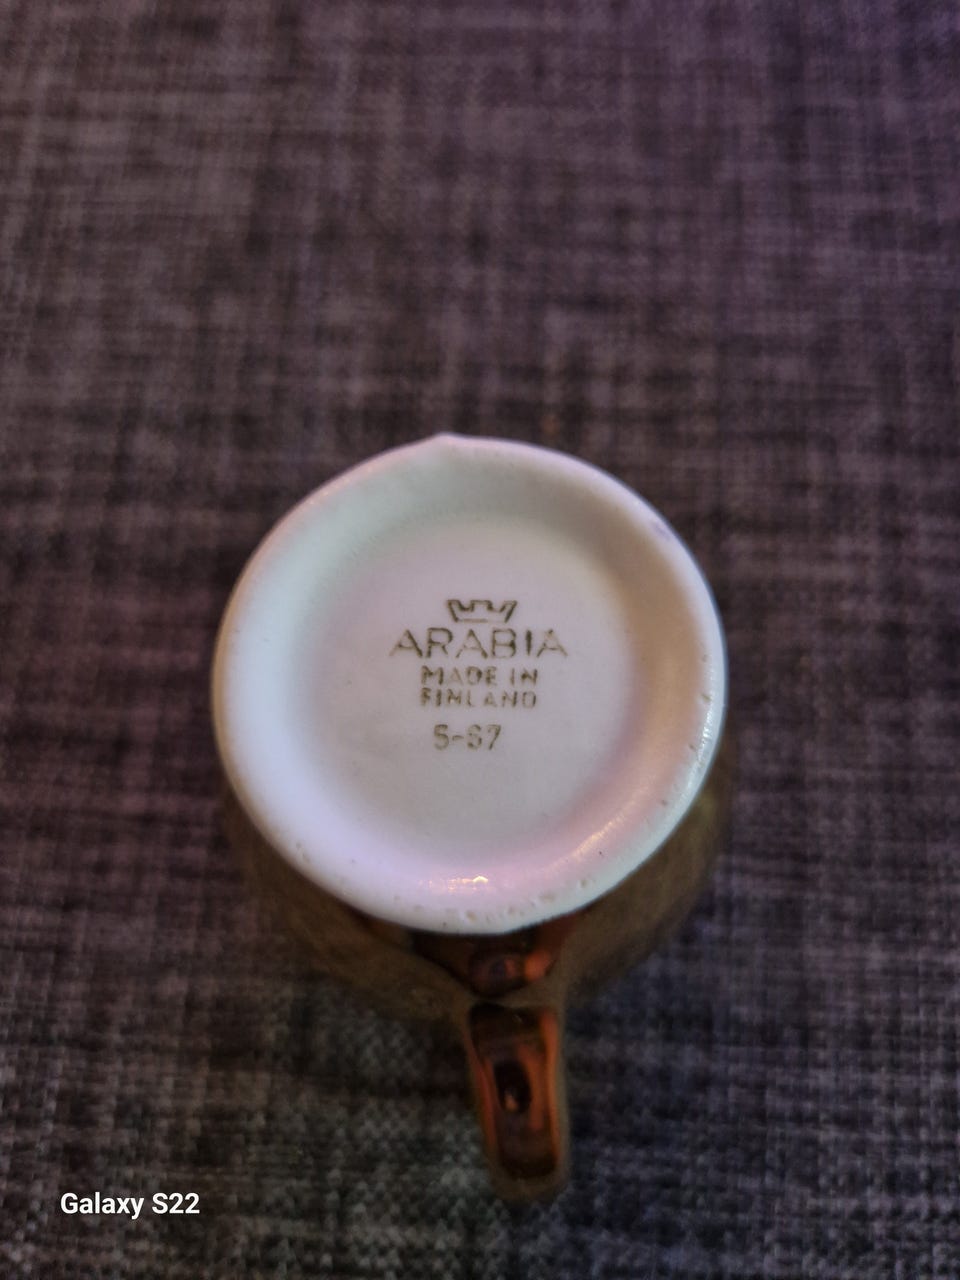 ARABIA
MADE IN
FINLAND
5-67
Galaxy S22